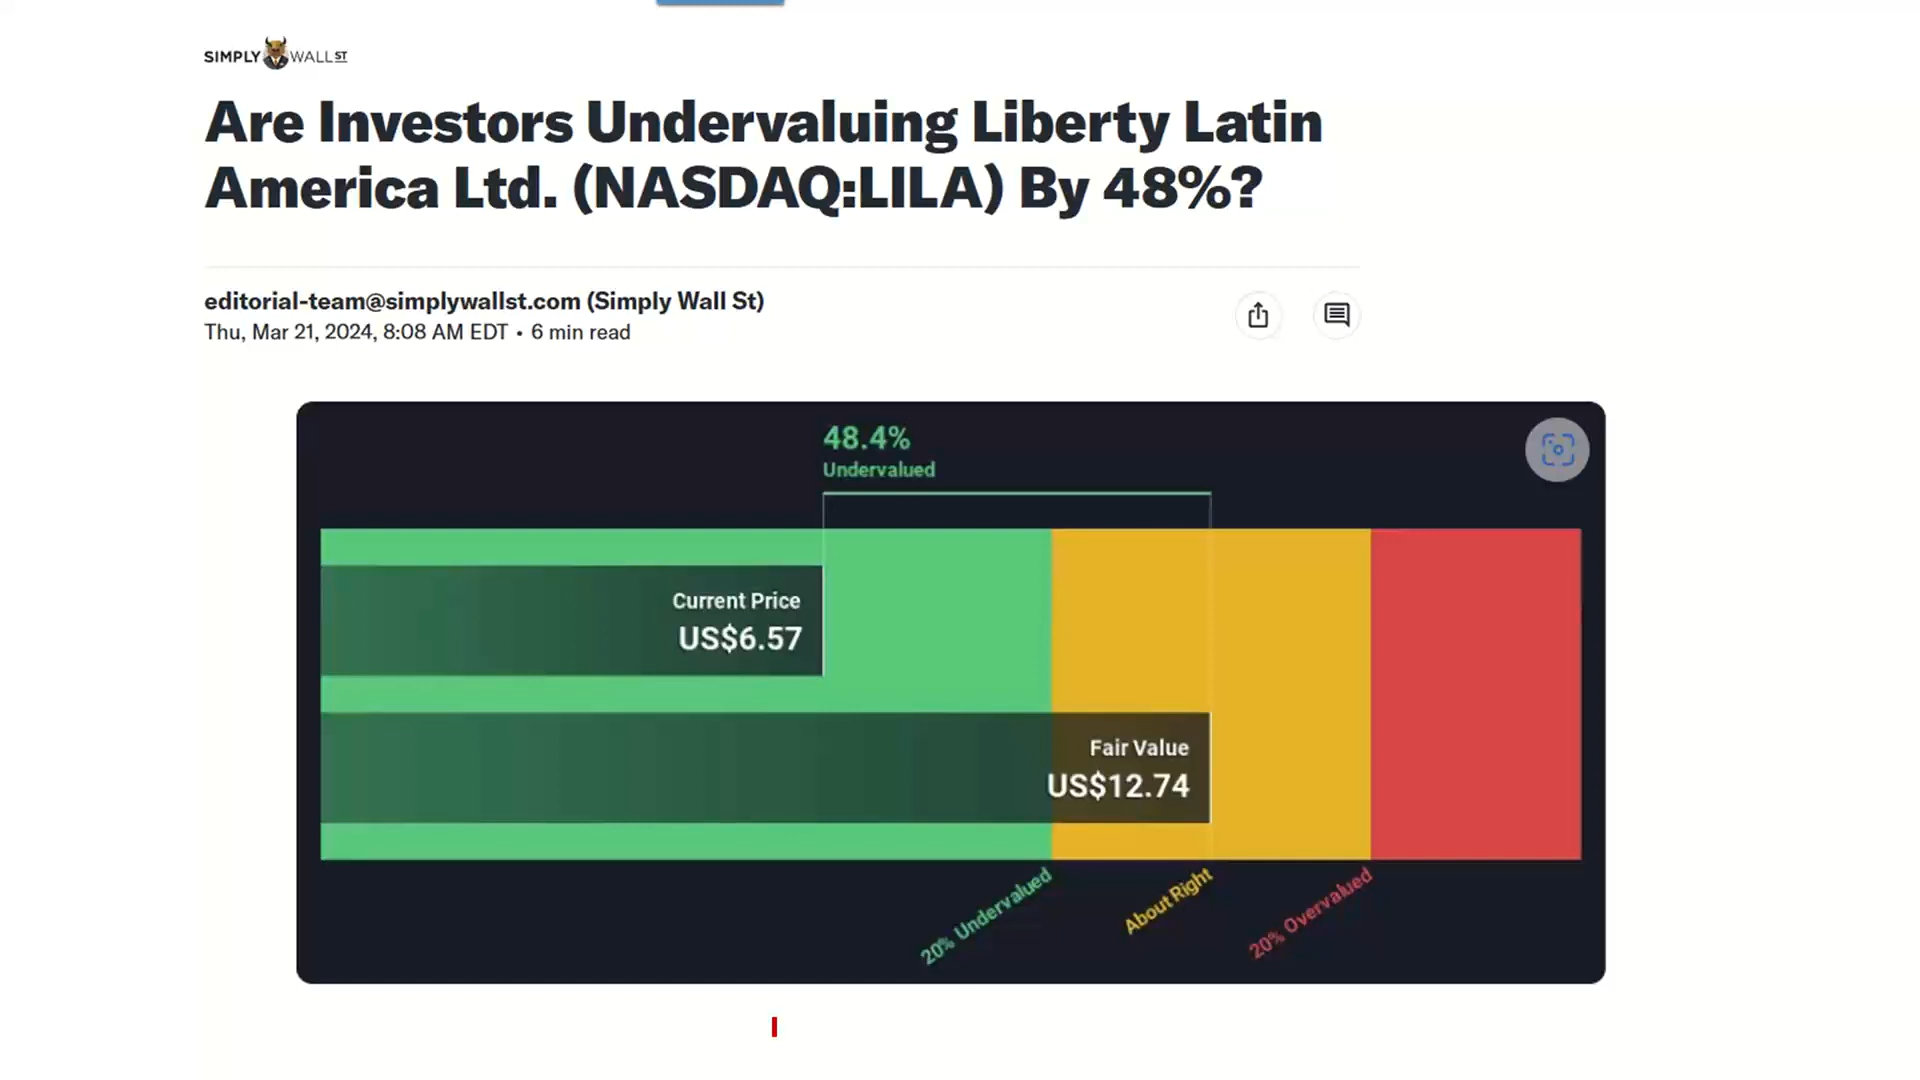 SIMPLY WALL ST
Are Investors Undervaluing Liberty Latin
America Ltd. (NASDAQ:LILA) By 48%?
editorial-team@simplywallst.com (Simply Wall St)
Thu, Mar 21, 2024, 8:08 AM EDT • 6 min read
48.4%
Undervalued
Current Price
US$6.57
Fair Value
US$12.74
20% Undervalued
About Right
20% Overvalued